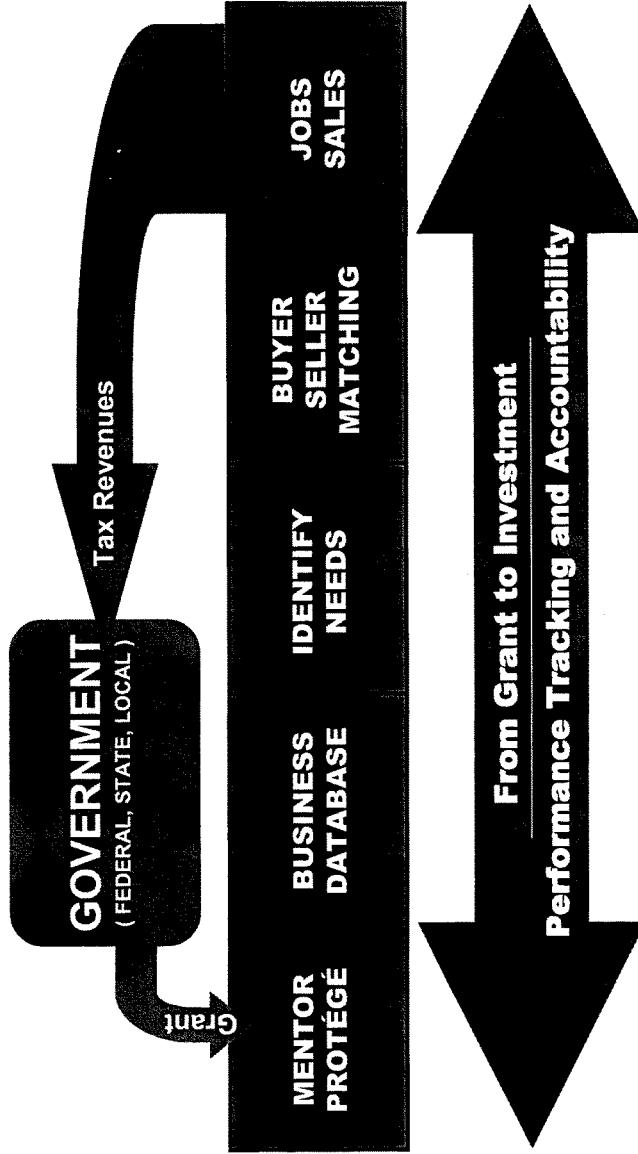 GOVERNMENT
( FEDERAL, STATE, LOCAL )
Tax Revenues
Grant
MENTOR
PROTÉGÉ
BUSINESS
DATABASE
IDENTIFY
NEEDS
BUYER
SELLER
MATCHING
JOBS
SALES
From Grant to Investment
Performance Tracking and Accountability